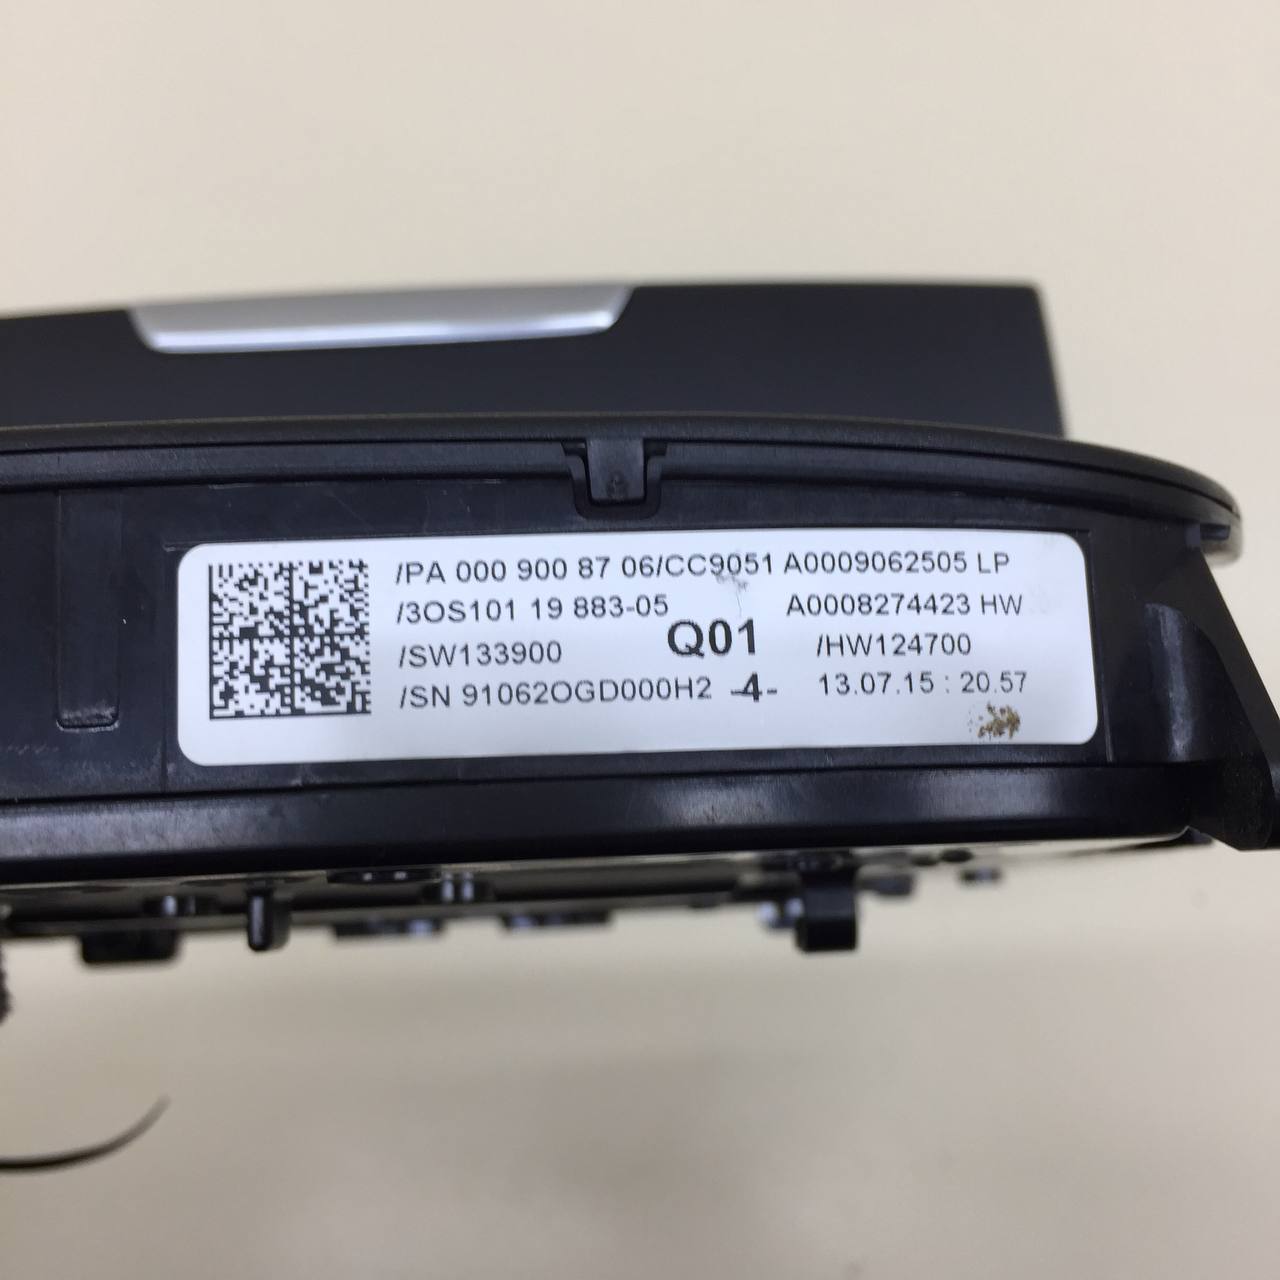 /PA 000 900 87 06/CC9051 A0009062505 LP
/3OS101 19 883-05 A0008274423 HW
/SW133900 Q01 /HW124700
/SN 91062OGD000H2 -4- 13.07.15 : 20.57